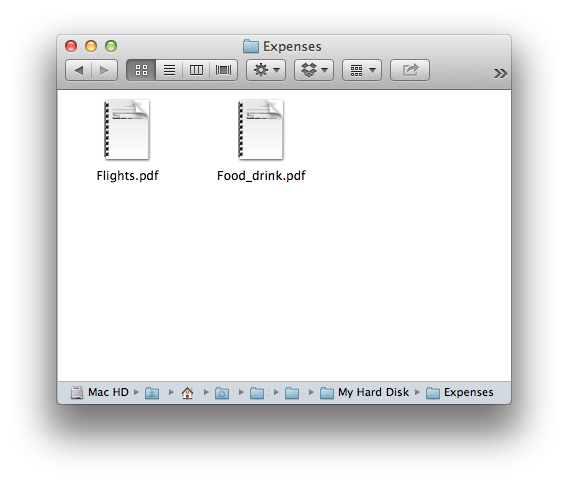 Expenses
Flights.pdf
Food_drink.pdf
Mac HD
My Hard Disk
Expenses